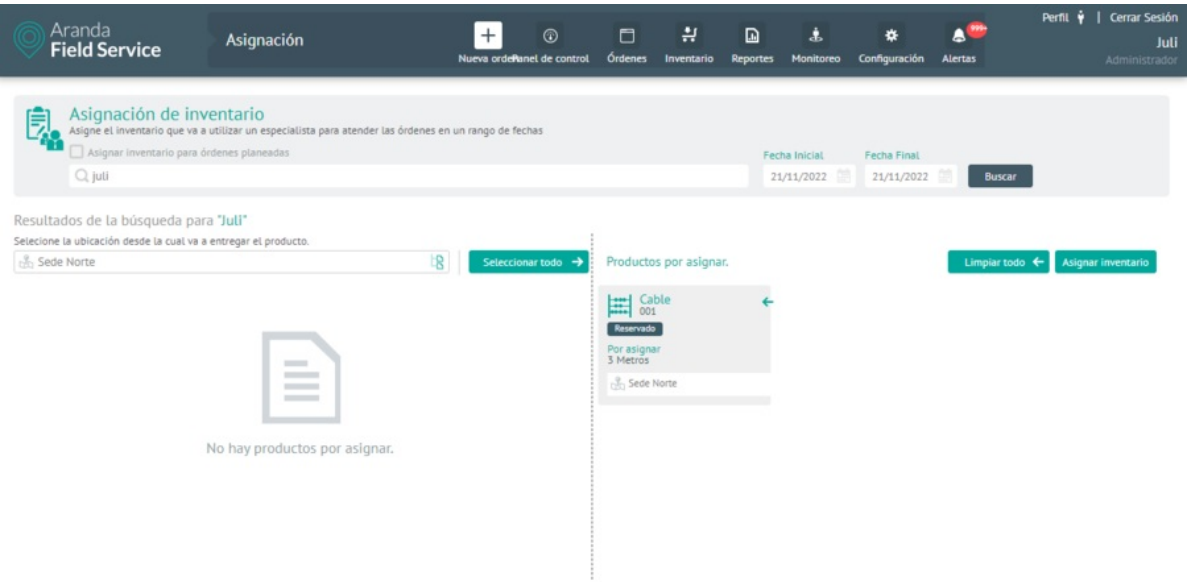 Aranda
Field Service
Asignación
Nueva orden
Panel de control
Órdenes
Inventario
Reportes
Monitoreo
Configuración
Alertas
999+
Perfil | Cerrar Sesión
Juli
Administrador
Asignación de inventario
Asigne el inventario que va a utilizar un especialista para atender las órdenes en un rango de fechas
Asignar inventario para órdenes planeadas
juli
Fecha Inicial
21/11/2022
Fecha Final
21/11/2022
Buscar
Resultados de la búsqueda para "Juli"
Selecione la ubicación desde la cual va a entregar el producto.
Sede Norte
Seleccionar todo →
Productos por asignar.
Limpiar todo ←
Asignar inventario
Cable
001
Reservado
Por asignar
3 Metros
Sede Norte
No hay productos por asignar.